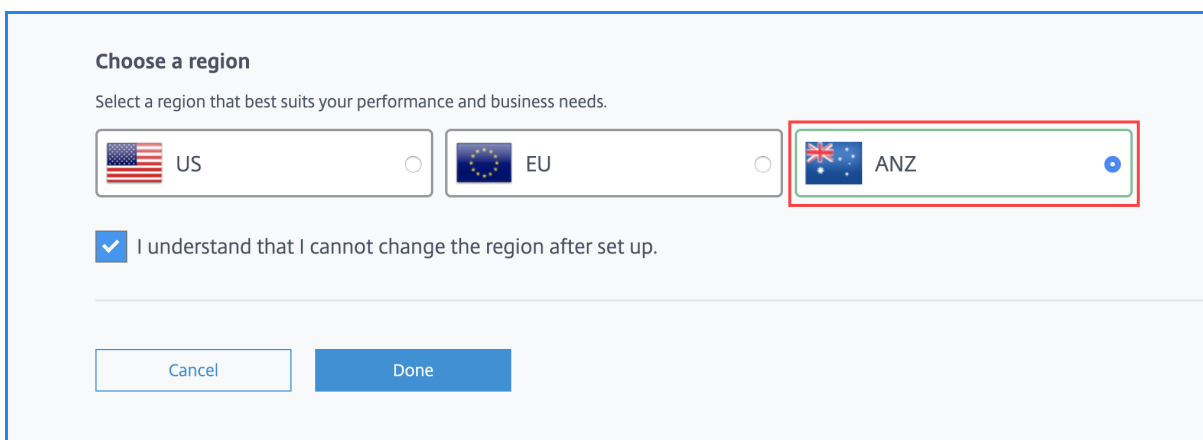 Choose a region
Select a region that best suits your performance and business needs.
US EU ANZ
I understand that I cannot change the region after set up.
Cancel Done